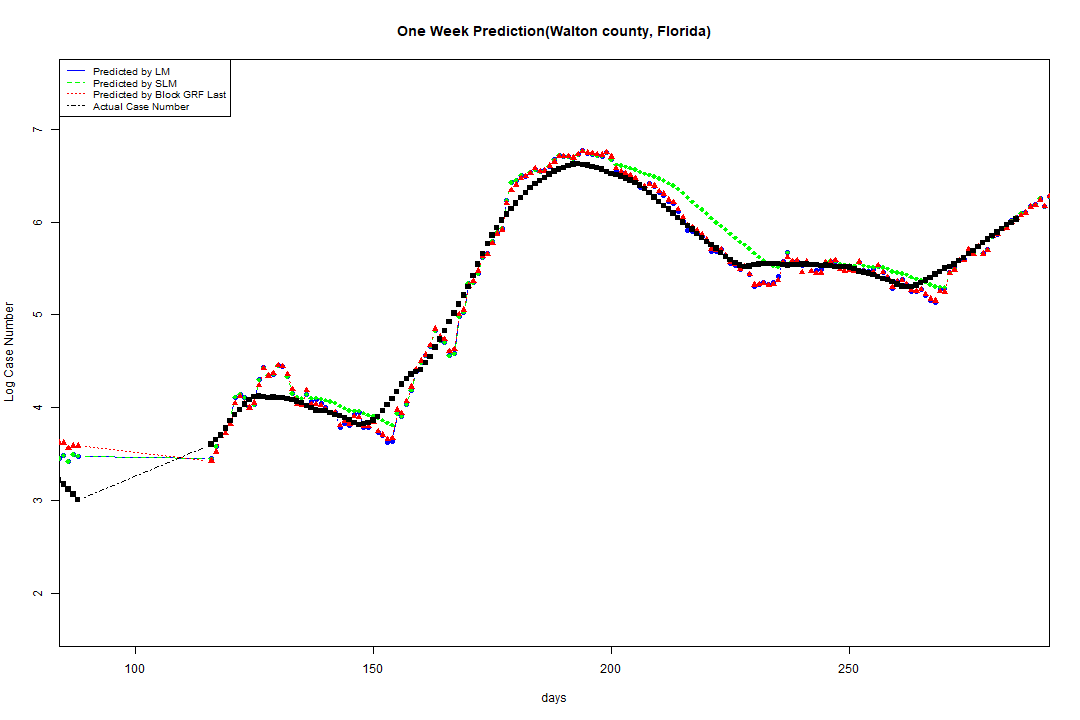 One Week Prediction(Walton county, Florida)
Predicted by LM
Predicted by SLM
Predicted by Block GRF Last
Actual Case Number
7
6
5
4
3
2
Log Case Number
100 150 200 250
days